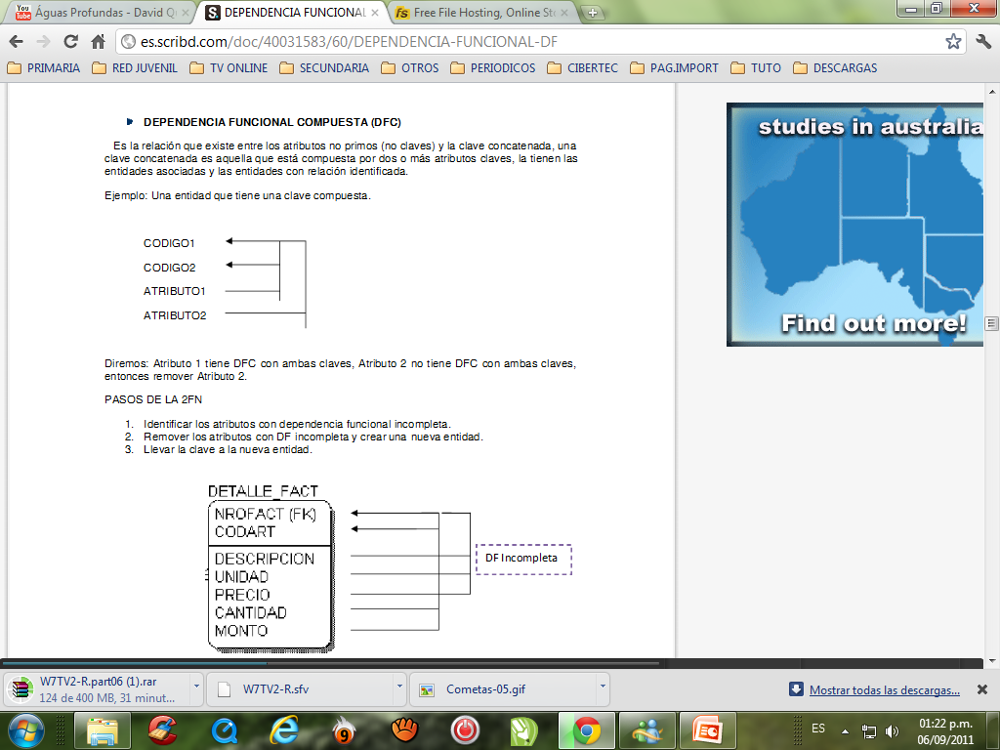 Águas Profundas - David Qu
DEPENDENCIA FUNCIONAL
Free File Hosting, Online Sto
es.scribd.com/doc/40031583/60/DEPENDENCIA-FUNCIONAL-DF
PRIMARIA
RED JUVENIL
TV ONLINE
SECUNDARIA
OTROS
PERIODICOS
CIBERTEC
PAG.IMPORT
TUTO
DESCARGAS
DEPENDENCIA FUNCIONAL COMPUESTA (DFC)
Es la relación que existe entre los atributos no primos (no claves) y la clave concatenada, una
clave concatenada es aquella que está compuesta por dos o más atributos claves, la tienen las
entidades asociadas y las entidades con relación identificada.
Ejemplo: Una entidad que tiene una clave compuesta.
CODIGO1
CODIGO2
ATRIBUTO1
ATRIBUTO2
Diremos: Atributo 1 tiene DFC con ambas claves, Atributo 2 no tiene DFC con ambas claves,
entonces remover Atributo 2.
PASOS DE LA 2FN
1. Identificar los atributos con dependencia funcional incompleta.
2. Remover los atributos con DF incompleta y crear una nueva entidad.
3. Llevar la clave a la nueva entidad.
DETALLE_FACT
NROFACT (FK)
CODART
DESCRIPCION
UNIDAD
PRECIO
CANTIDAD
MONTO
DF Incompleta
studies in australia
Find out more!
W7TV2-R.part06 (1).rar
124 de 400 MB, 31 minut...
W7TV2-R.sfv
Cometas-05.gif
Mostrar todas las descargas...
ES
01:22 p.m.
06/09/2011